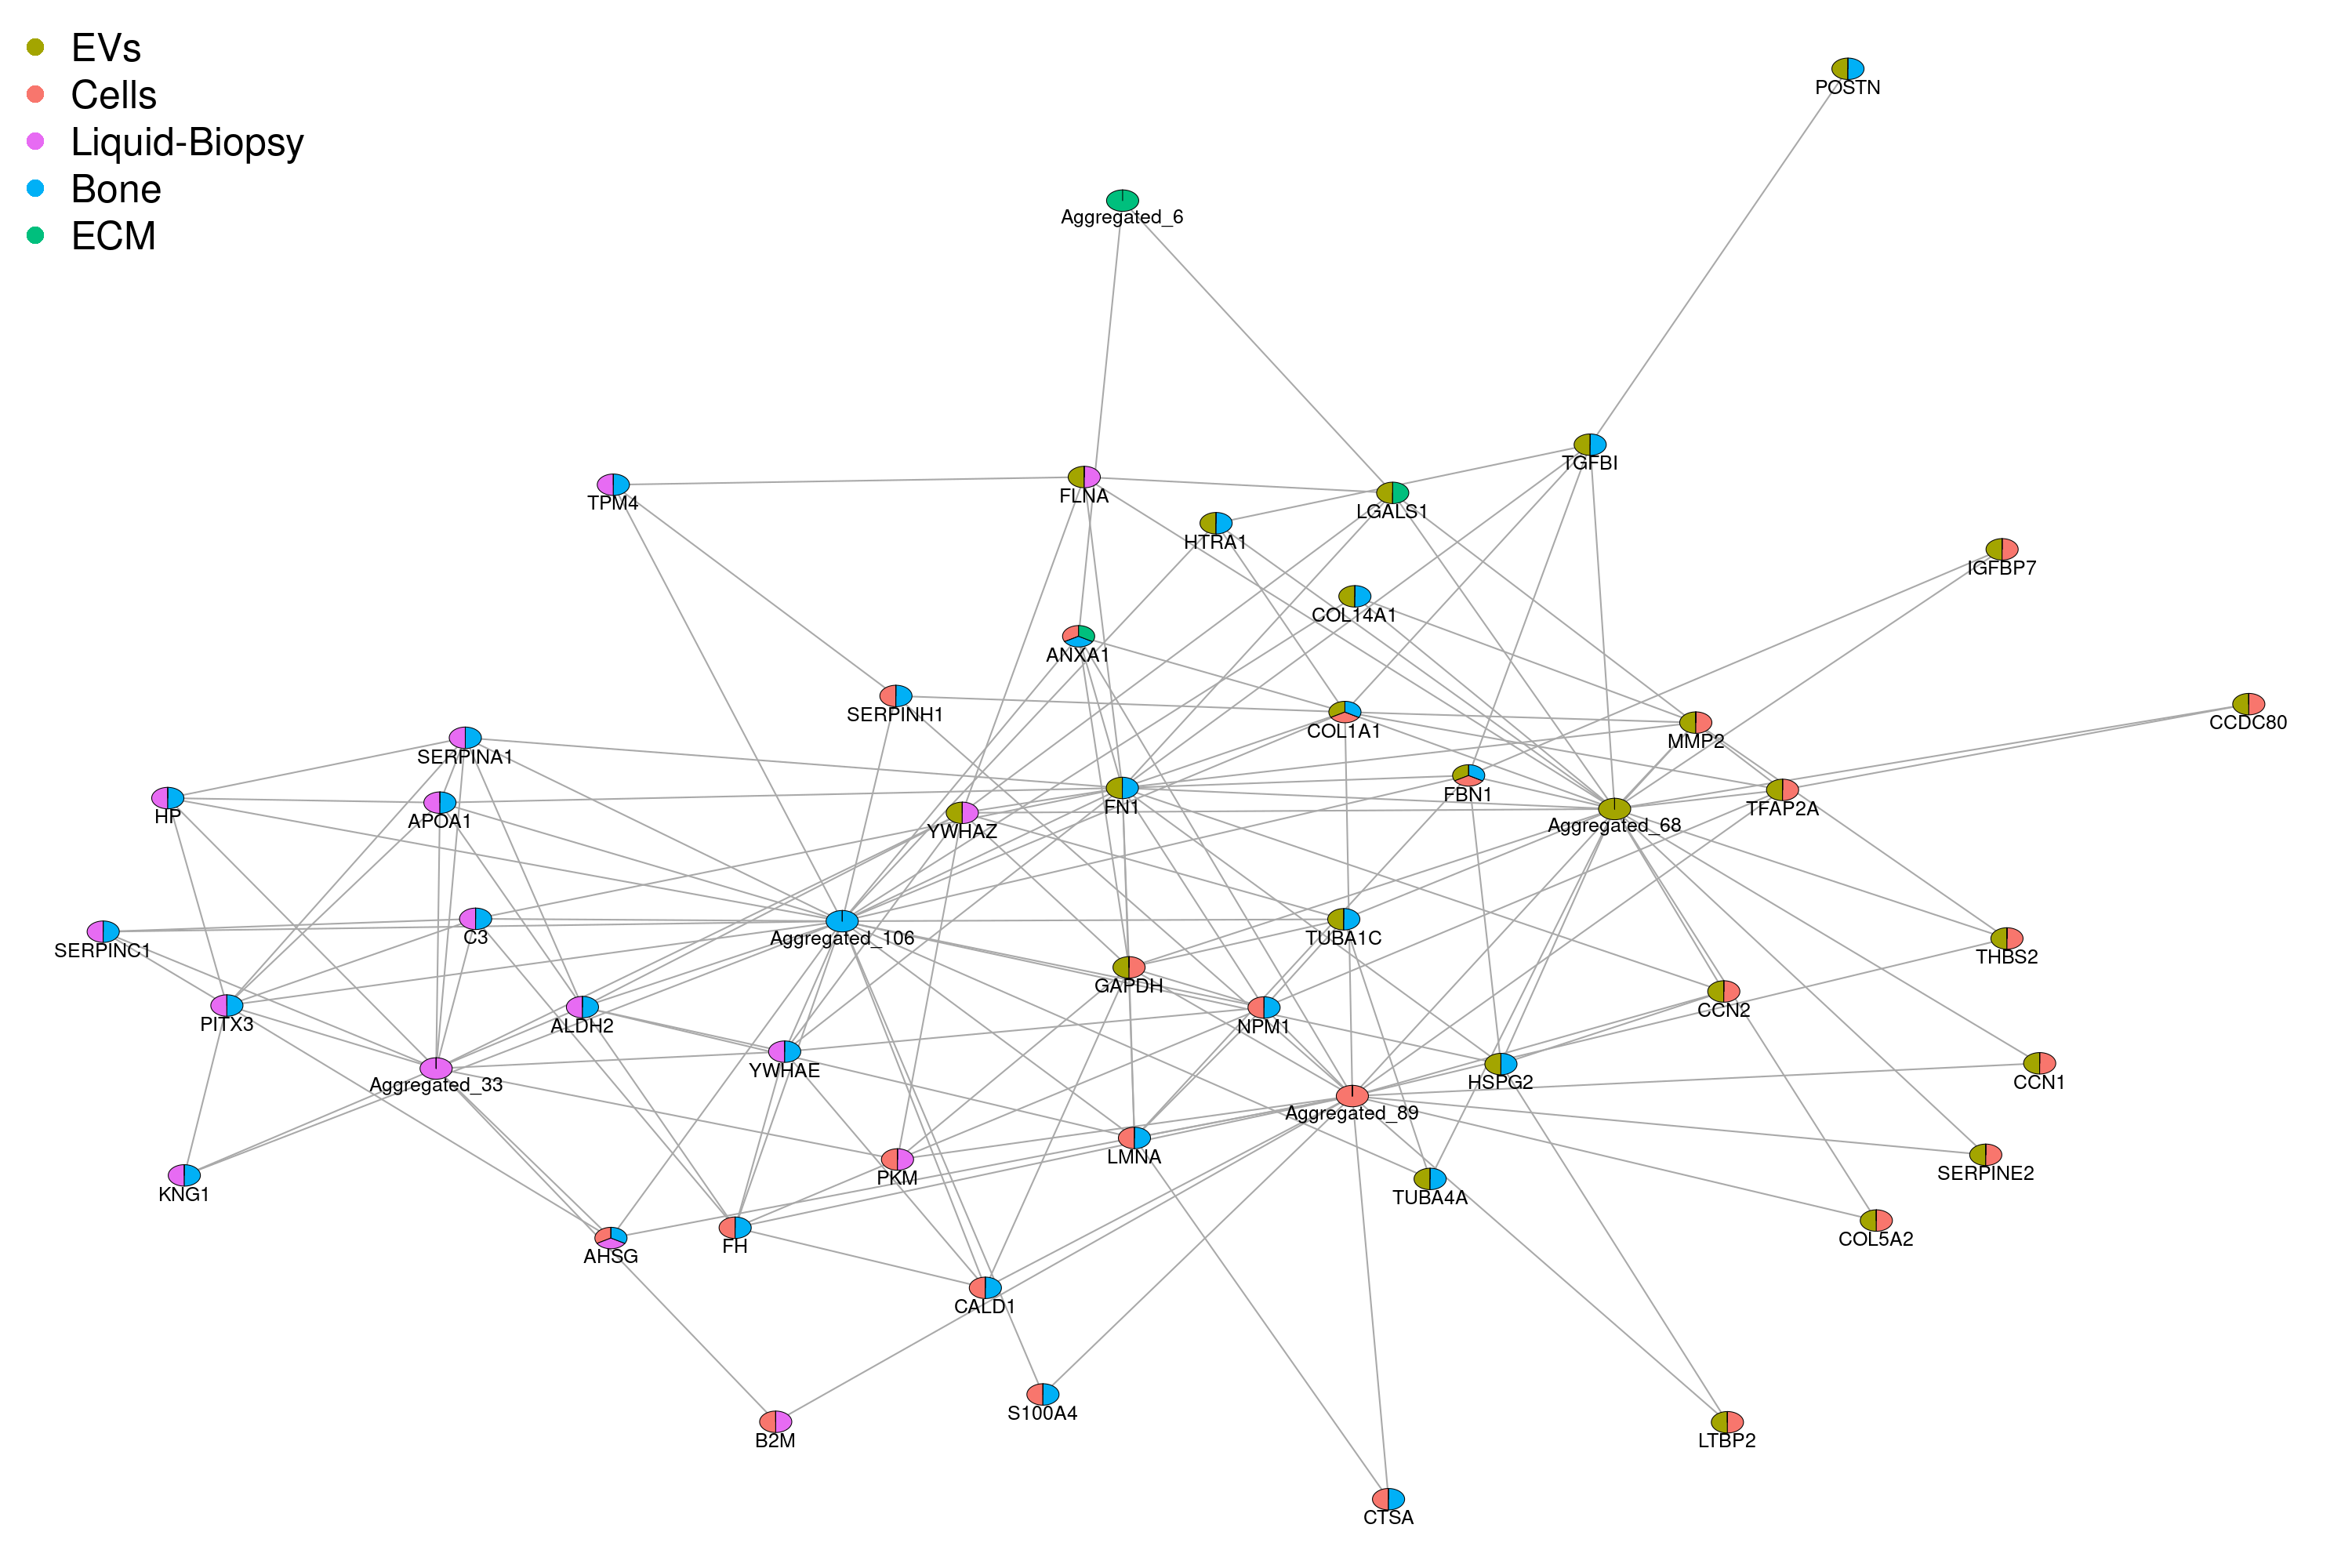 EVs
Cells
Liquid-Biopsy
Bone
ECM
POSTN
Aggregated_6
TGFBI
TPM4
FLNA
LGALS1
HTRA1
IGFBP7
COL14A1
ANXA1
SERPINH1
COL1A1
MMP2
CCDC80
SERPINA1
HP
APOA1
YWHAZ
FN1
FBN1
Aggregated_68
TFAP2A
SERPINC1
C3
Aggregated_106
TUBA1C
THBS2
GAPDH
PITX3
ALDH2
NPM1
CCN2
Aggregated_33
YWHAE
HSPG2
CCN1
Aggregated_89
LMNA
KNG1
PKM
TUBA4A
SERPINE2
AHSG
FH
COL5A2
CALD1
S100A4
B2M
LTBP2
CTSA